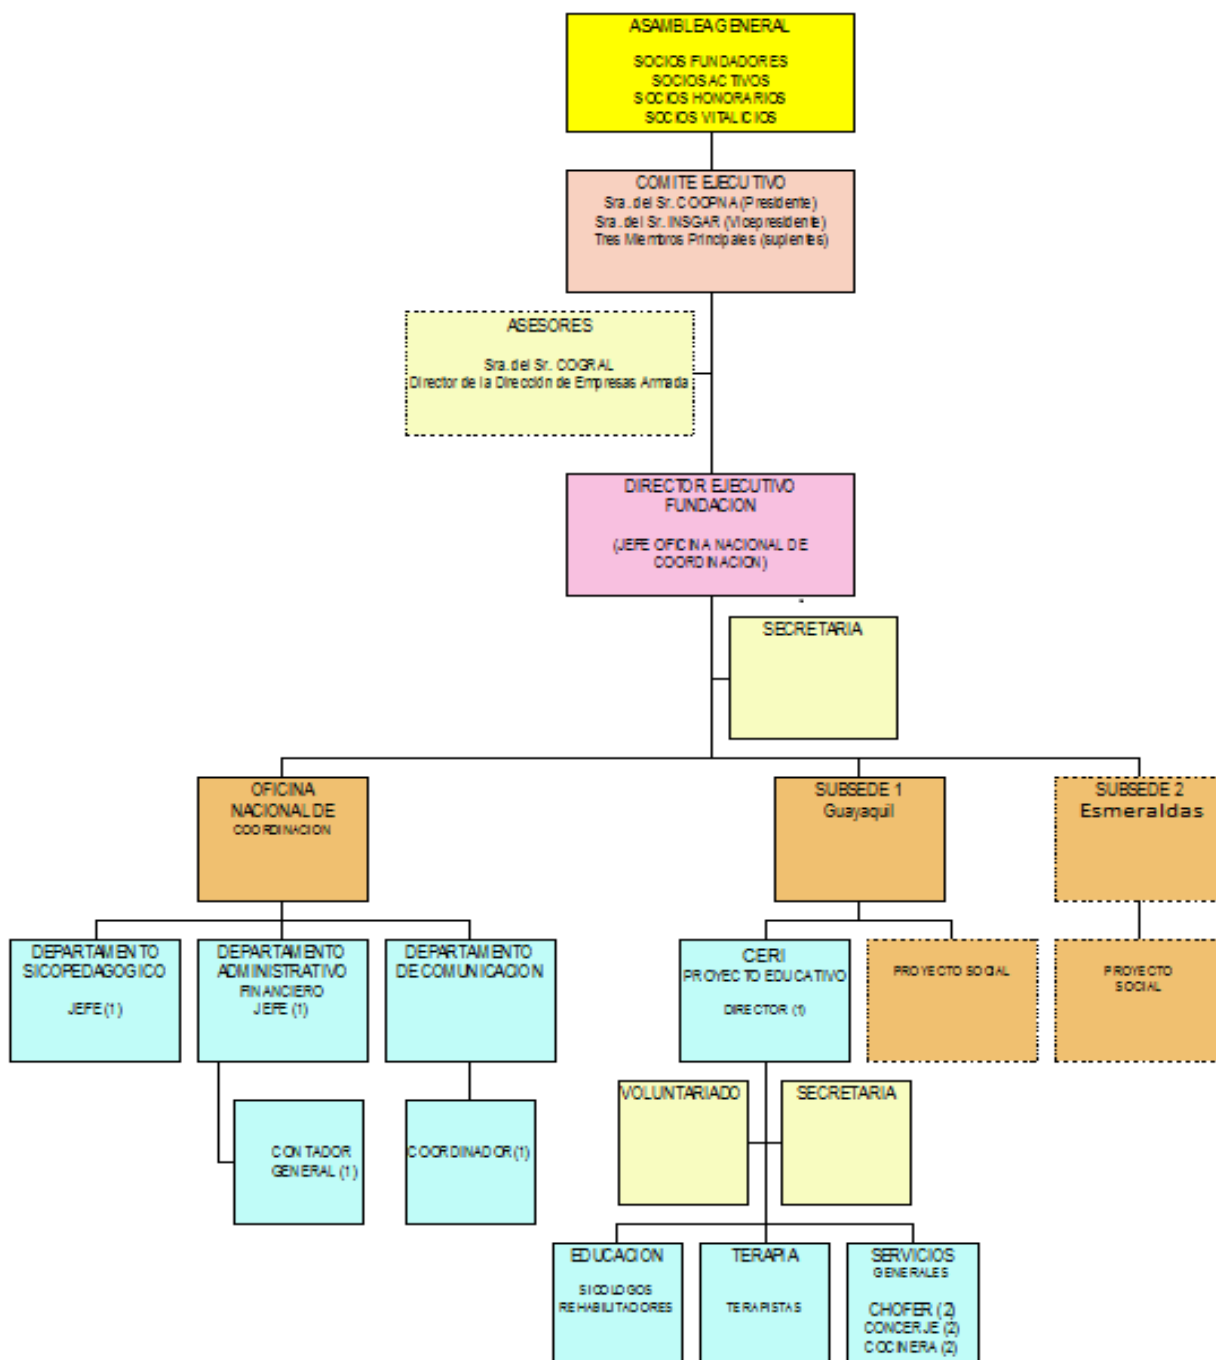 ASAMBLEA GENERAL
SOCIOS FUNDADORES
SOCIOS ACTIVOS
SOCIOS HONORARIOS
SOCIOS VITALICIOS
COMITE EJECUTIVO
Sra. del Sr. COOPNA (Presidente)
Sra. del Sr. INSGAR (Vicepresidente)
Tres Miembros Principales (suplentes)
ASESORES
Sra. del Sr. COGRAL
Director de la Dirección de Empresas Armada
DIRECTOR EJECUTIVO
FUNDACION
(JEFE OFICINA NACIONAL DE
COORDINACION)
SECRETARIA
OFICINA
NACIONAL DE
COORDINACION
SUBSEDE 1
Guayaquil
SUBSEDE 2
Esmeraldas
DEPARTAMENTO
SICOPEDAGOGICO
JEFE (1)
DEPARTAMENTO
ADMINISTRATIVO
FINANCIERO
JEFE (1)
DEPARTAMENTO
DE COMUNICACION
CERI
PROYECTO EDUCATIVO
DIRECTOR (1)
PROYECTO SOCIAL
PROYECTO
SOCIAL
CONTADOR
GENERAL (1)
COORDINADOR (1)
VOLUNTARIADO
SECRETARIA
EDUCACION
SICOLOGOS
REHABILITADORES
TERAPIA
TERAPISTAS
SERVICIOS
GENERALES
CHOFER (2)
CONCERJE (2)
COCINERA (2)